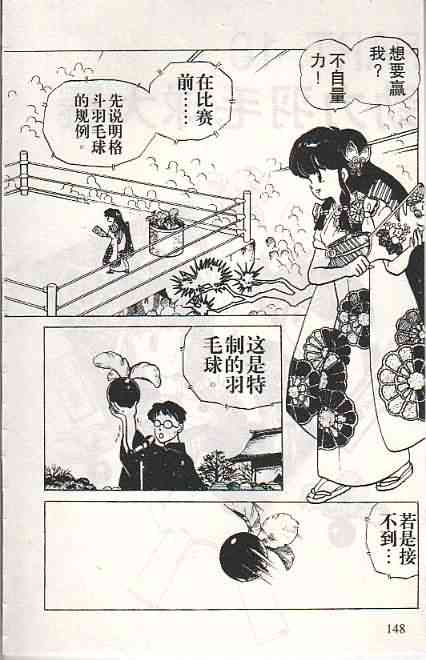 想要赢
我？
不自量
力！
在比赛
前……
先说明格
斗羽毛球
的规例。
这是特
制的羽
毛球。
若是接
不到…
148